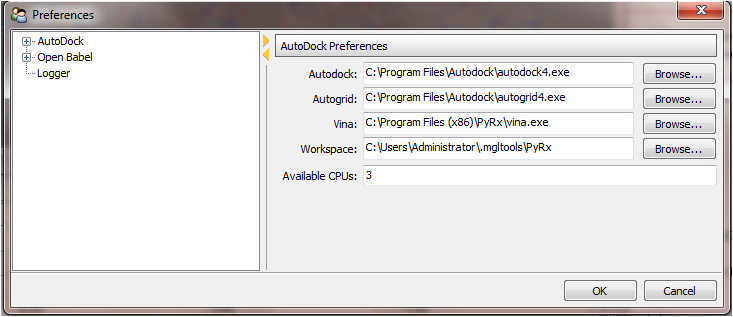 Preferences
AutoDock
Open Babel
Logger
AutoDock Preferences
Autodock: C:\Program Files\Autodock\autodock4.exe Browse...
Autogrid: C:\Program Files\Autodock\autogrid4.exe Browse...
Vina: C:\Program Files (x86)\PyRx\vina.exe Browse...
Workspace: C:\Users\Administrator\.mgltools\PyRx Browse...
Available CPUs: 3
OK Cancel